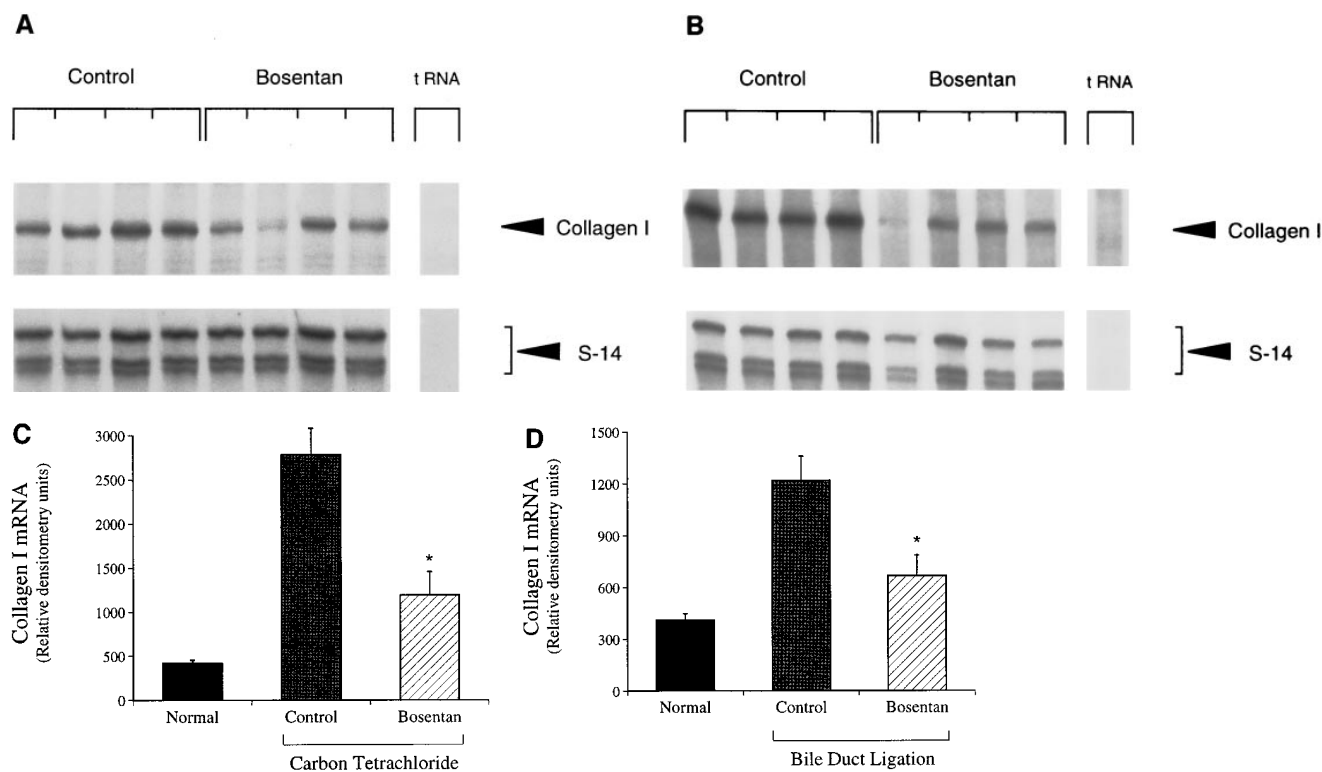 A
Control Bosentan t RNA
Collagen I
S-14
B
Control Bosentan t RNA
Collagen I
S-14
C
Collagen I mRNA
(Relative densitometry units)
3000
2500
2000
1500
1000
500
0
*
Normal Control Bosentan
Carbon Tetrachloride
D
Collagen I mRNA
(Relative densitometry units)
1500
1200
900
600
300
0
*
Normal Control Bosentan
Bile Duct Ligation